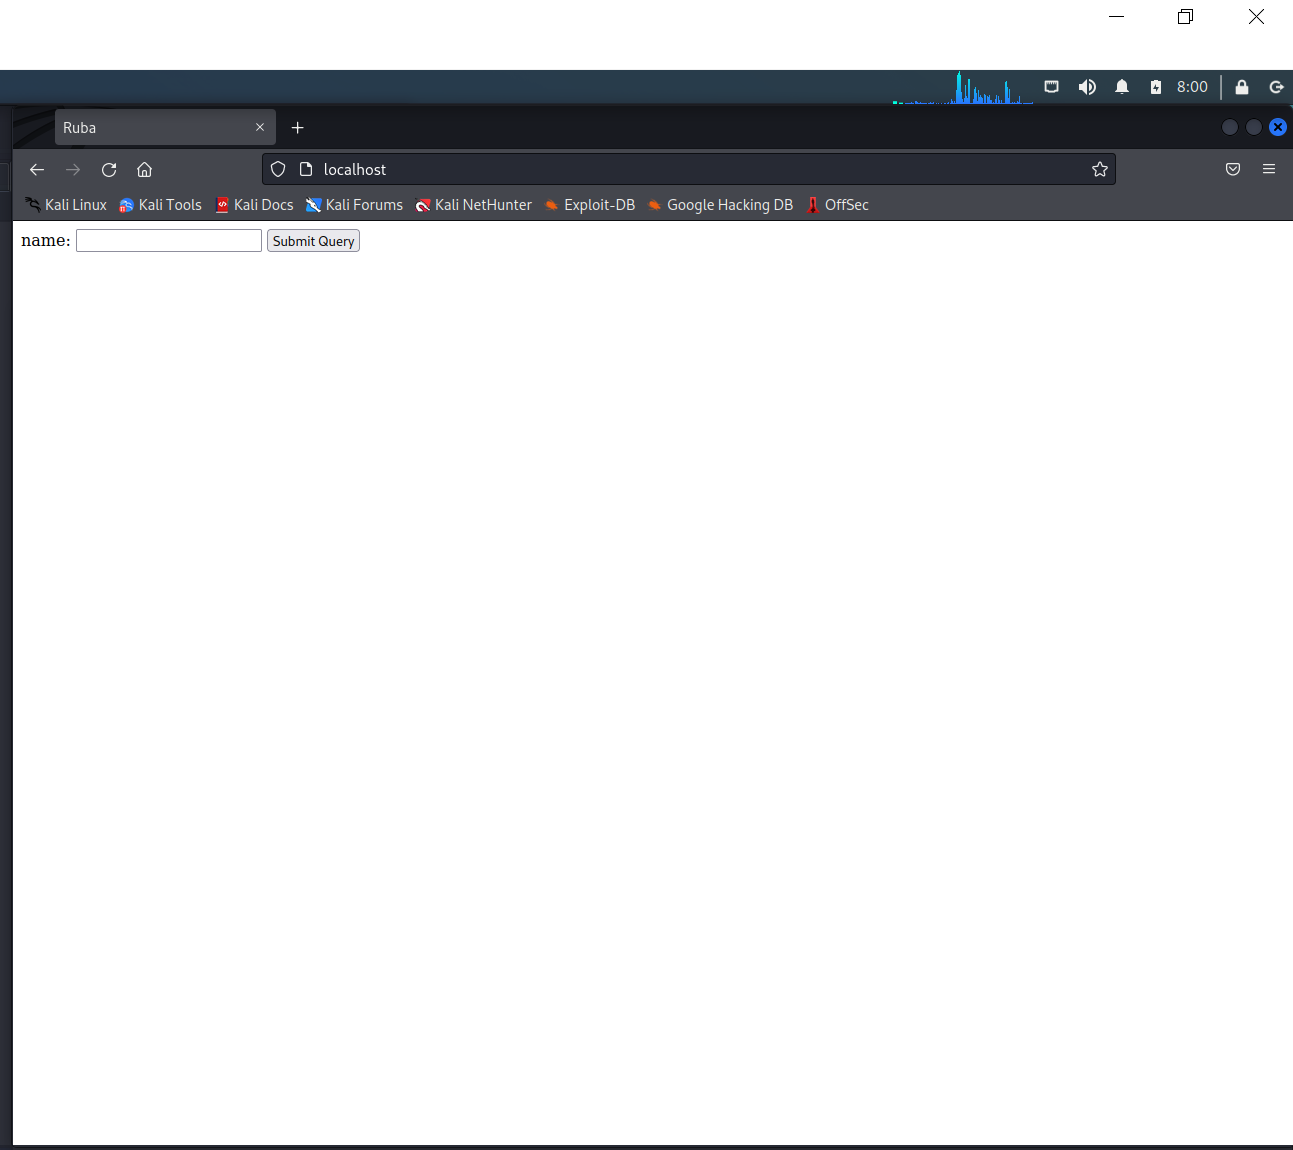 8:00
Ruba
localhost
Kali Linux Kali Tools Kali Docs Kali Forums Kali NetHunter Exploit-DB Google Hacking DB OffSec
name: Submit Query